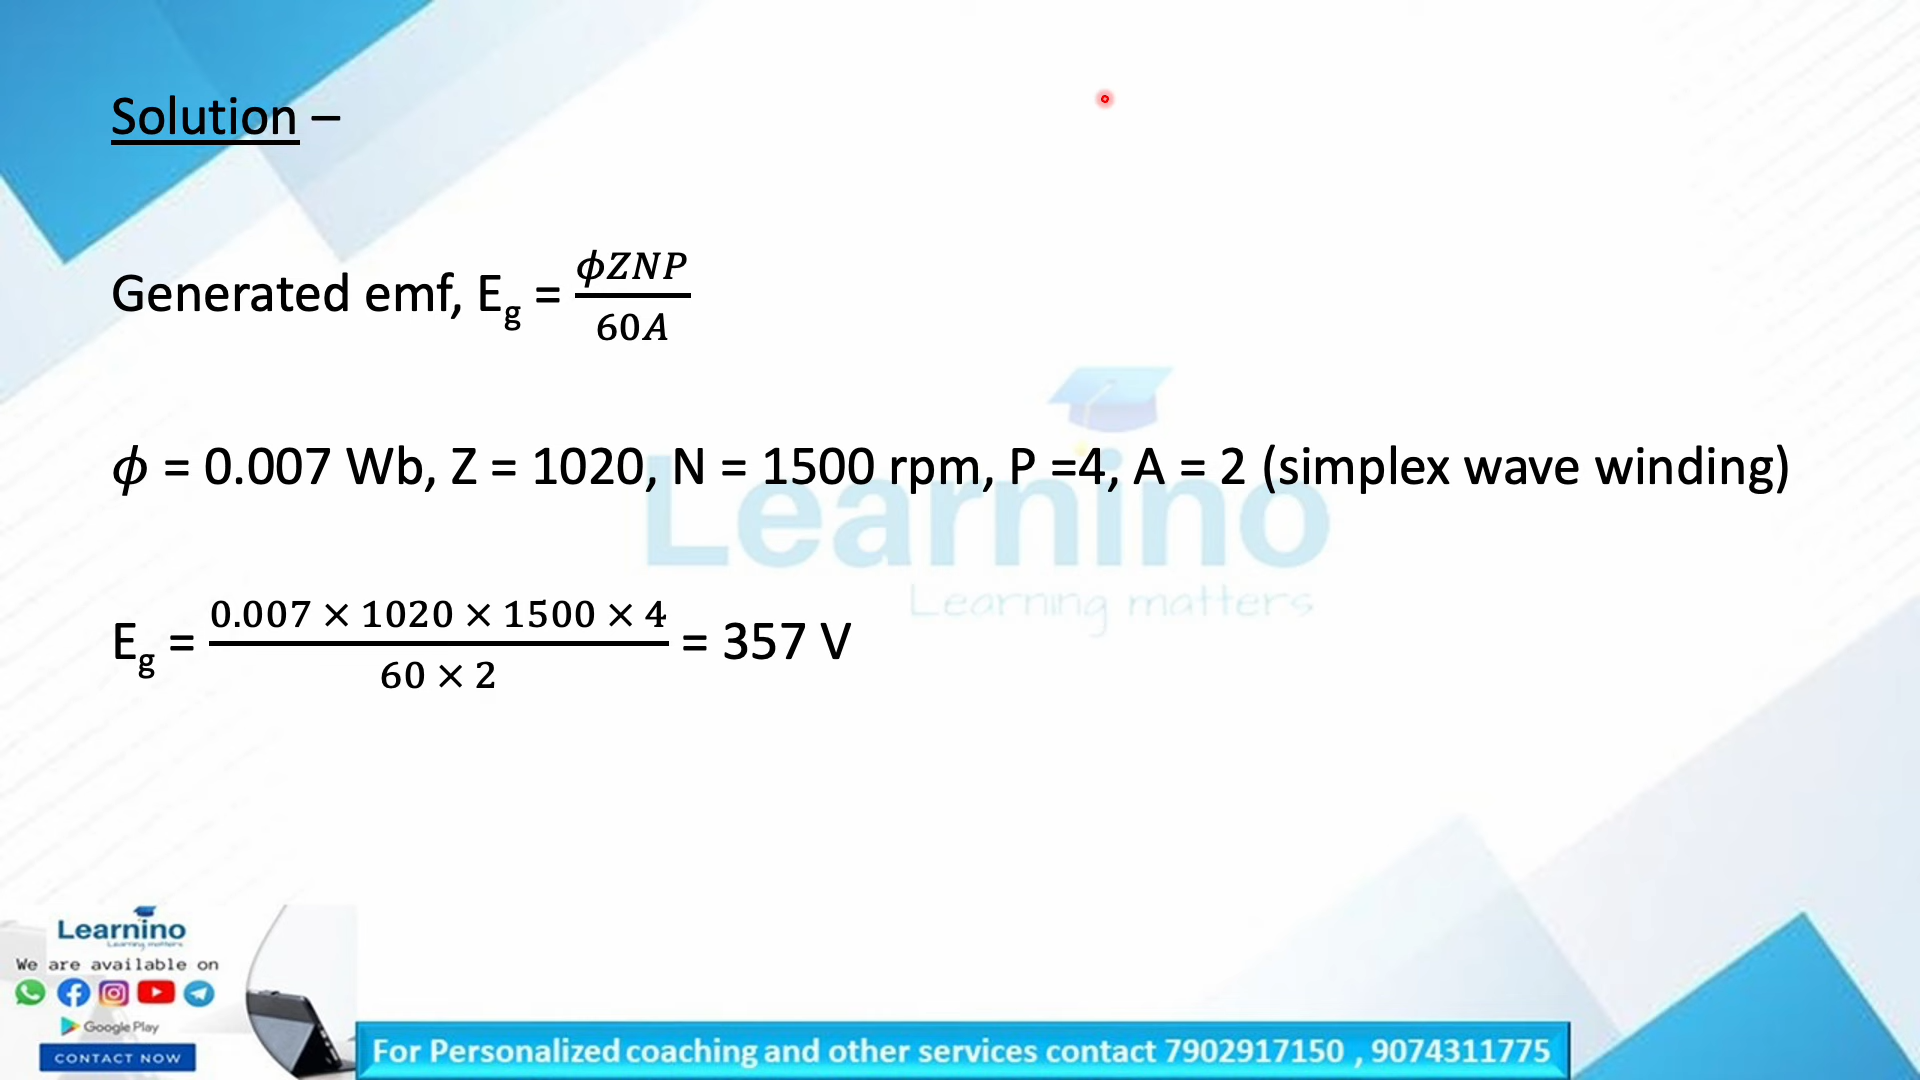 Solution –
Generated emf, Eg = ϕZNP/60A
Learnino
Learning matters
ϕ = 0.007 Wb, Z = 1020, N = 1500 rpm, P =4, A = 2 (simplex wave winding)
Eg = 0.007 × 1020 × 1500 × 4/60 × 2 = 357 V
Learnino
Learning matters
We are available on
Google Play
CONTACT NOW
For Personalized coaching and other services contact 7902917150 , 9074311775